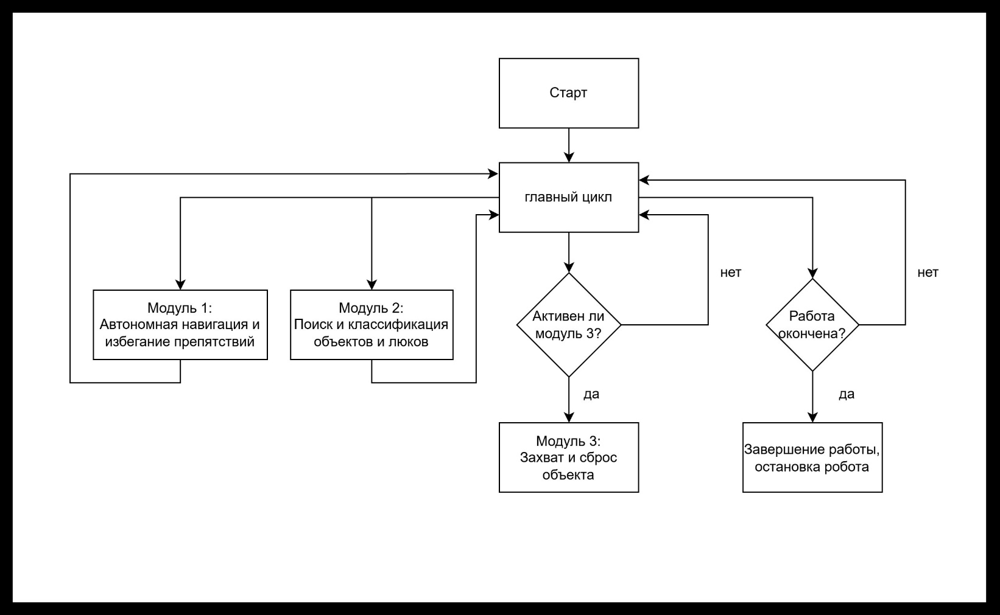 Старт
главный цикл
нет
нет
Модуль 1:
Автономная навигация и
избегание препятствий
Модуль 2:
Поиск и классификация
объектов и люков
Активен ли
модуль 3?
Работа
окончена?
да
да
Модуль 3:
Захват и сброс
объекта
Завершение работы,
остановка робота